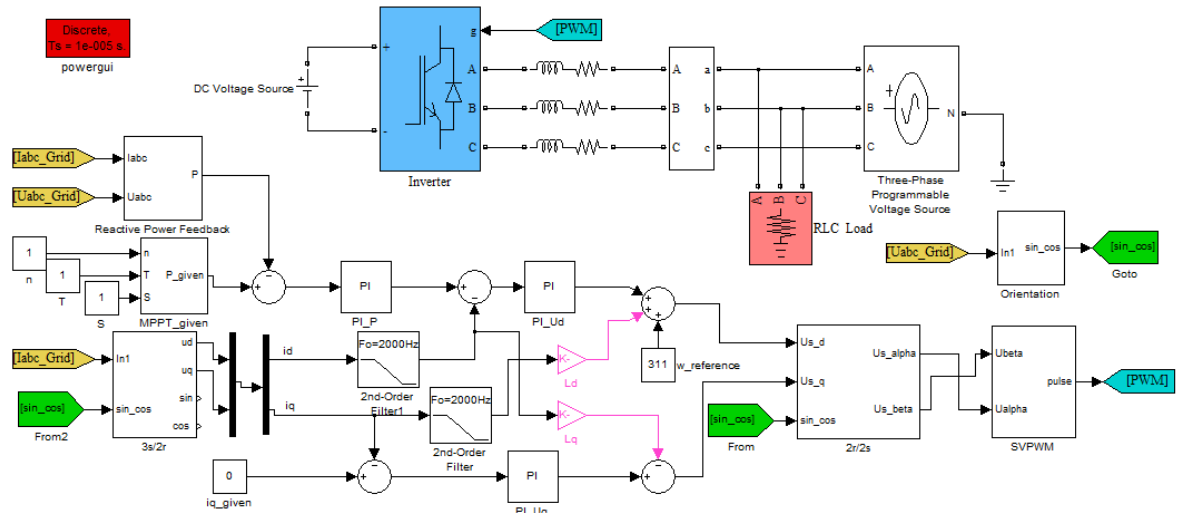 Discrete,
Ts = 1e-005 s.
powergui
DC Voltage Source
+
+
-
g
A
B
C
Inverter
[PWM]
A
B
C
a
b
c
A
B
C
N
+
Three-Phase
Programmable
Voltage Source
A
B
C
RLC Load
[Iabc_Grid]
[Uabc_Grid]
Iabc
Uabc
P
Reactive Power Feedback
1
n
1
T
1
S
n
T
S
P_given
MPPT_given
−
+
PI
PI_P
+
−
PI
PI_Ud
+
+
+
311
w_reference
[Uabc_Grid]
In1
sin_cos
Orientation
[sin_cos]
Goto
[Iabc_Grid]
[sin_cos]
From2
In1
sin_cos
ud
uq
sin
cos
3s/2r
id
iq
Fo=2000Hz
2nd-Order
Filter1
Fo=2000Hz
2nd-Order
Filter
K-
Ld
K-
Lq
0
iq_given
−
+
PI
PI_Uq
−
+
[sin_cos]
From
Us_d
Us_q
sin_cos
Us_alpha
Us_beta
2r/2s
Ubeta
Ualpha
pulse
SVPWM
[PWM]